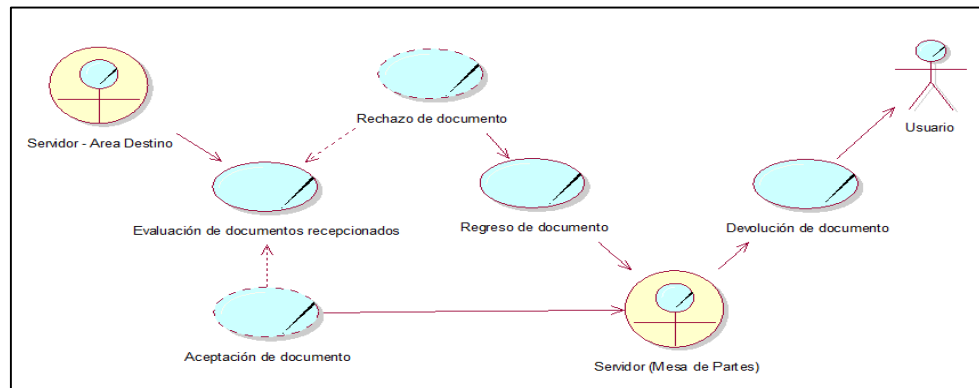 Rechazo de documento
Usuario
Servidor - Area Destino
Evaluación de documentos recepcionados
Regreso de documento
Devolución de documento
Aceptación de documento
Servidor (Mesa de Partes)